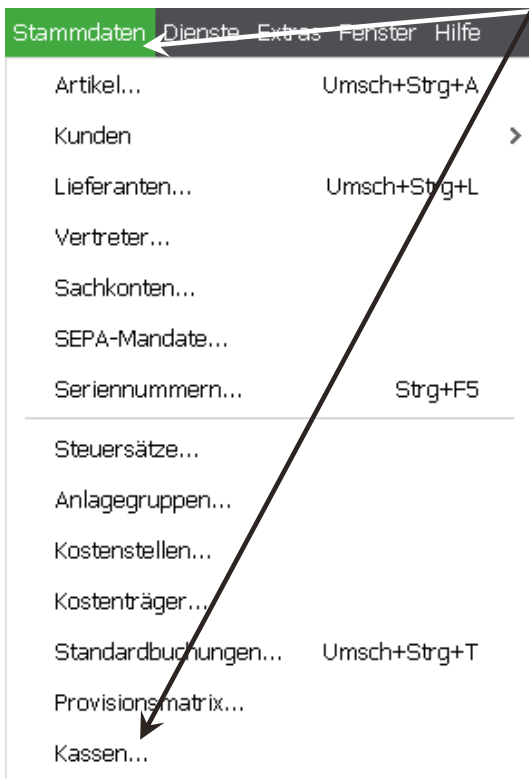 Stammdaten Dienste Extras Fenster Hilfe
Artikel... Umsch+Strg+A
Kunden
Lieferanten... Umsch+Strg+L
Vertreter...
Sachkonten...
SEPA-Mandate...
Seriennummern... Strg+F5
Steuersätze...
Anlagegruppen...
Kostenstellen...
Kostenträger...
Standardbuchungen... Umsch+Strg+T
Provisionsmatrix...
Kassen...